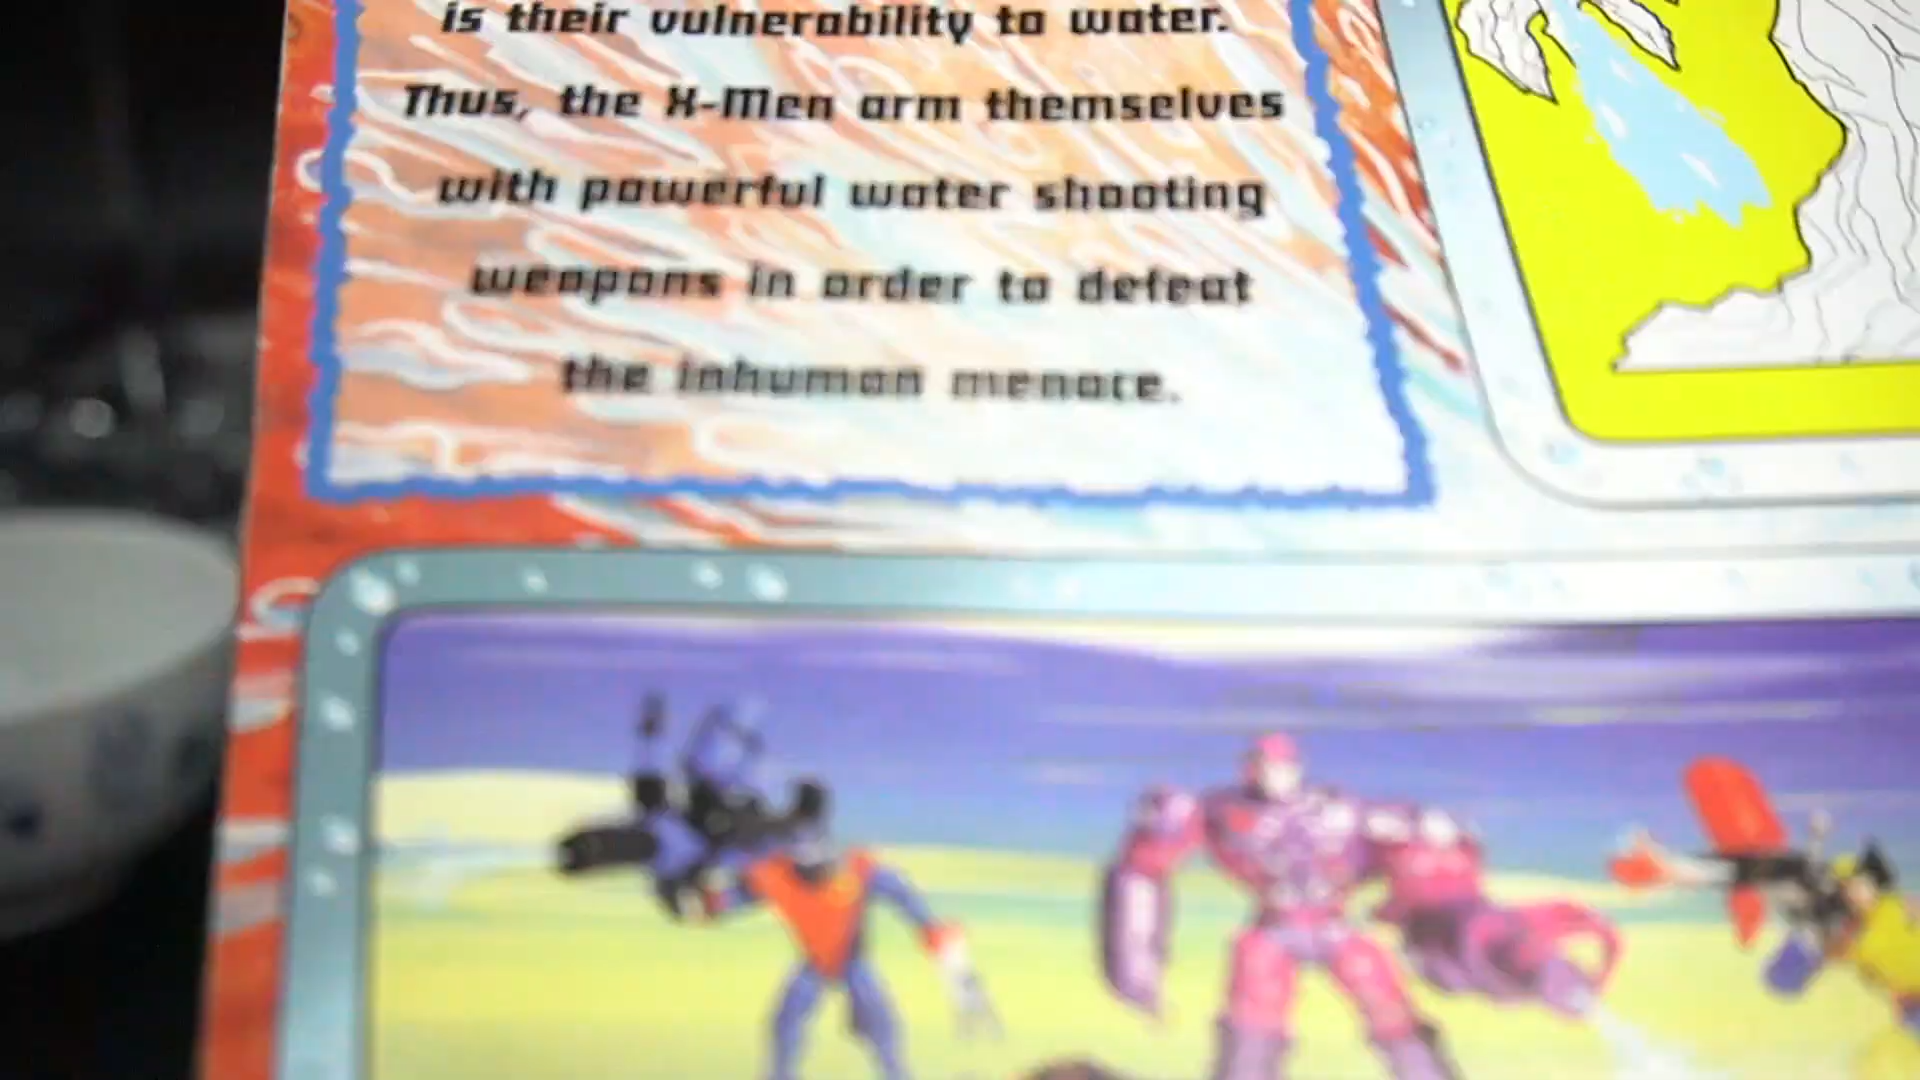 is their vulnerability to water.
Thus, the X-Men arm themselves
with powerful water shooting
weapons in order to defeat
the inhuman menace.